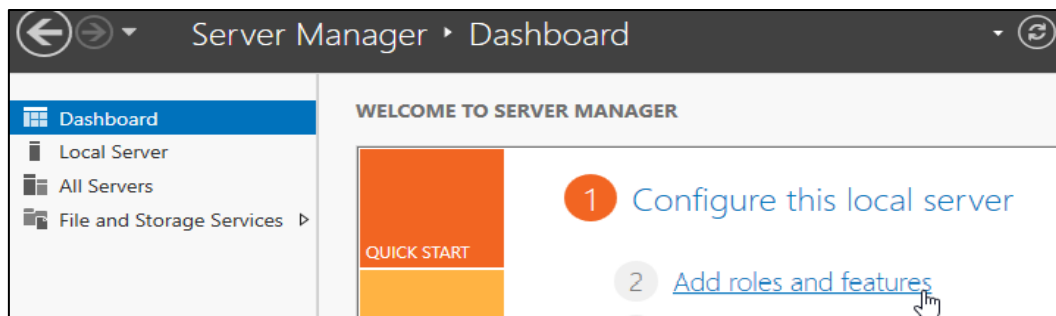 Server Manager ‣ Dashboard
Dashboard
Local Server
All Servers
File and Storage Services
WELCOME TO SERVER MANAGER
QUICK START
1 Configure this local server
2 Add roles and features